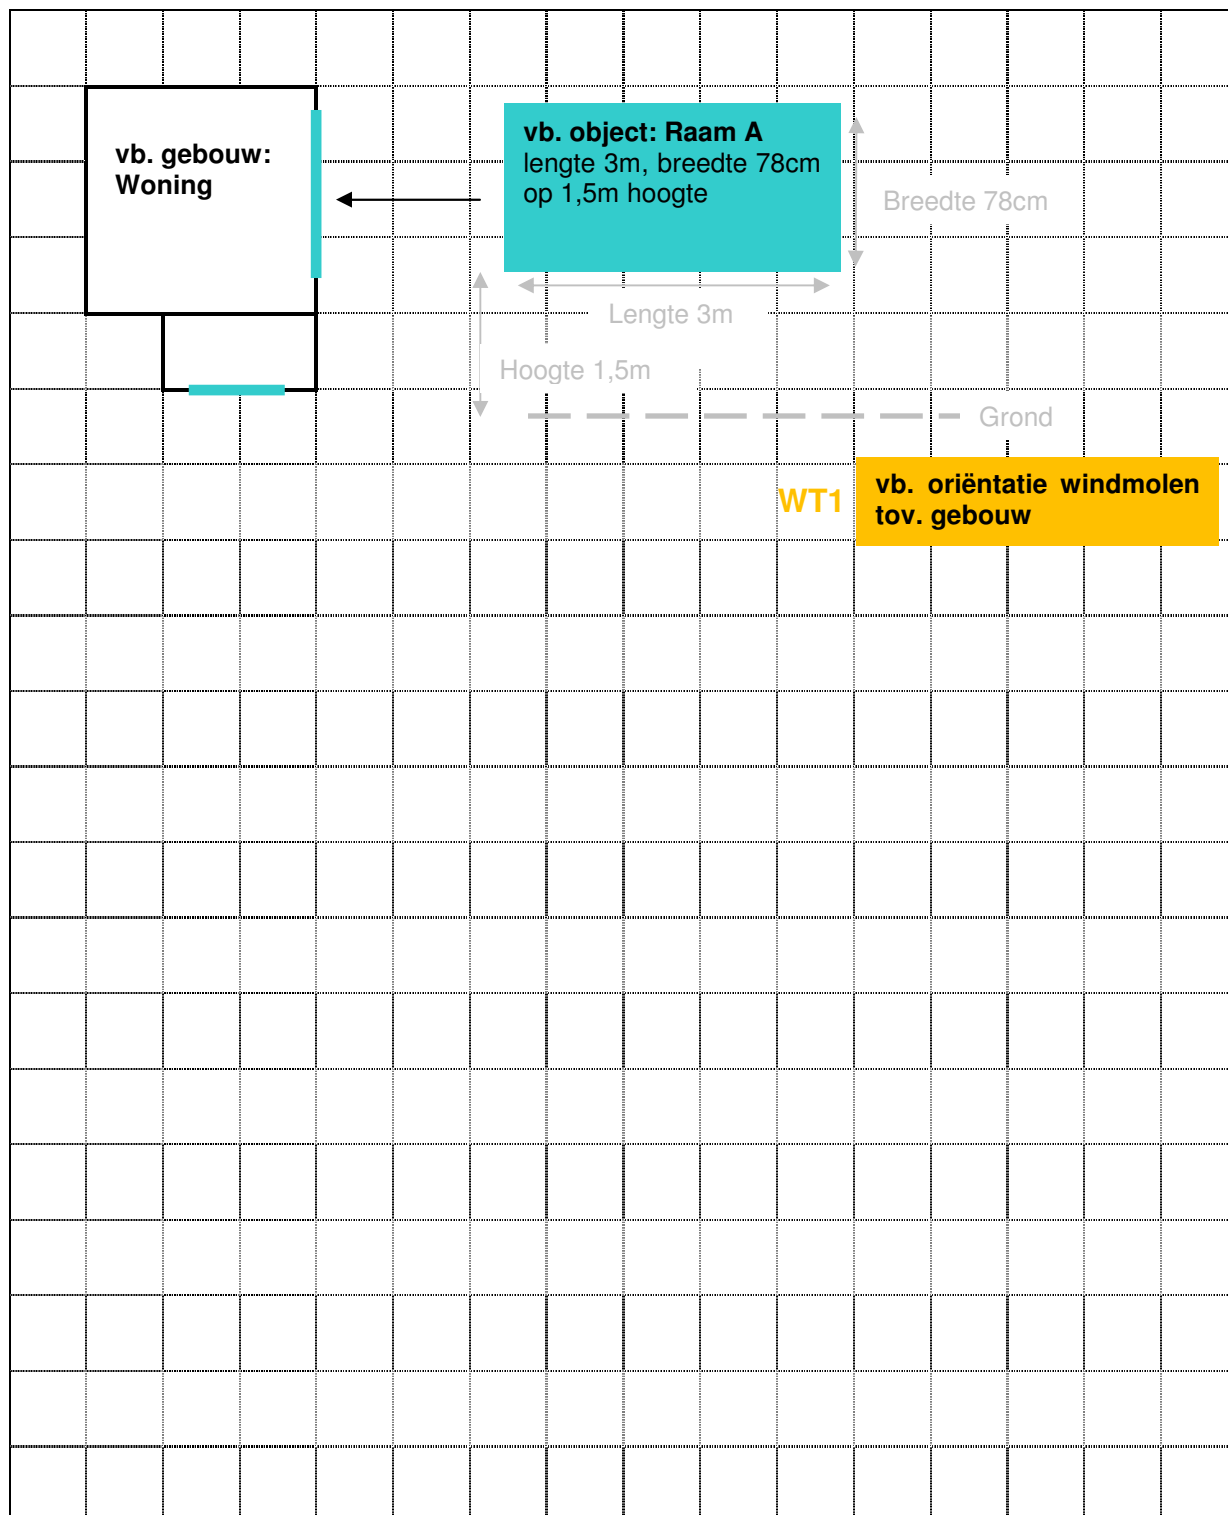 vb. gebouw:
Woning
vb. object: Raam A
lengte 3m, breedte 78cm
op 1,5m hoogte
Breedte 78cm
Lengte 3m
Hoogte 1,5m
Grond
WT1
vb. oriëntatie windmolen
tov. gebouw